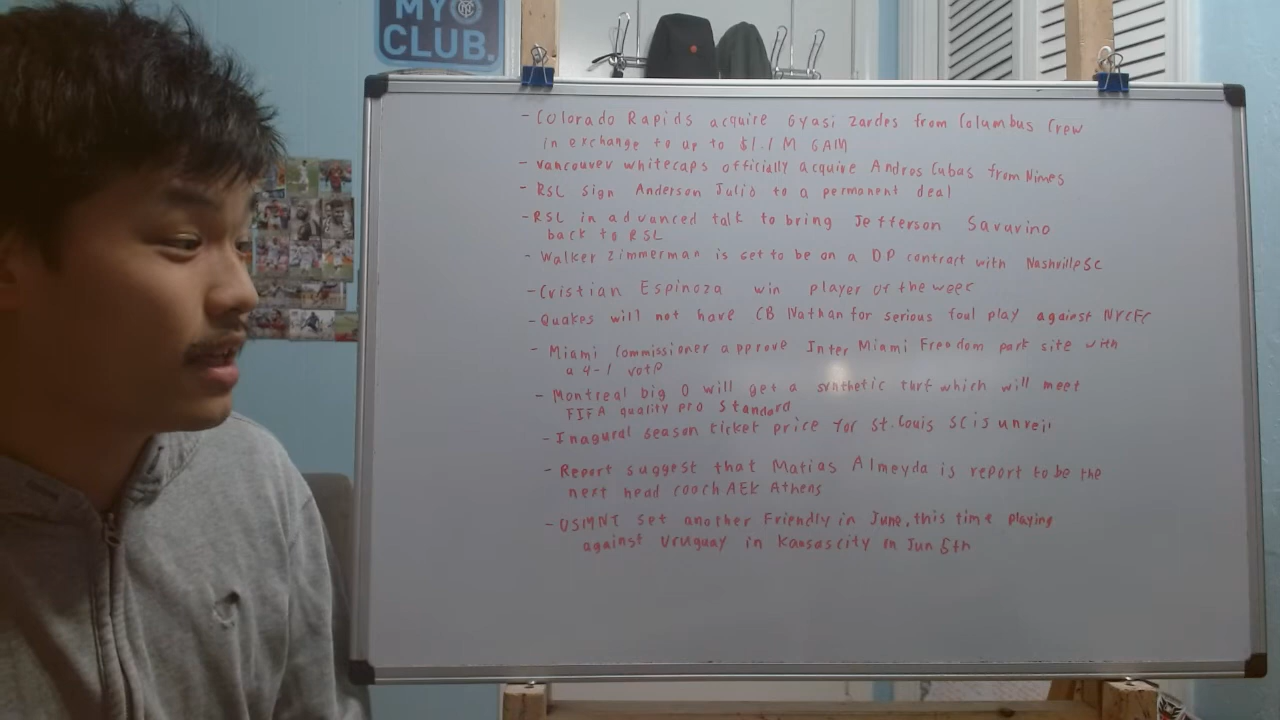 MY
CLUB.
- Colorado Rapids acquire Gyasi Zardes from Columbus Crew
in exchange to up to $1.1 M GAM
- Vancouver whitecaps officially acquire Andros Cubas from Nimes
- RSL sign Anderson Julio to a permanent deal
- RSL in advanced talk to bring Jefferson Savarino
back to RSL
- Walker Zimmerman is set to be on a DP contract with Nashville SC
- Cristian Espinoza win player of the week
- Quakes will not have CB Nathan for serious foul play against NYCFC
- Miami Commissioner approve Inter Miami Freedom park site with
a 4-1 vote
- Montreal big O will get a synthetic turf which will meet
FIFA quality pro Standard
- Inagural season ticket price for St. Louis SC is unveil
- Report suggest that Matias Almeyda is report to be the
next head coach AEK Athens
- USMNT set another Friendly in June, this time playing
against Uruguay in Kansas city in Jun 5th